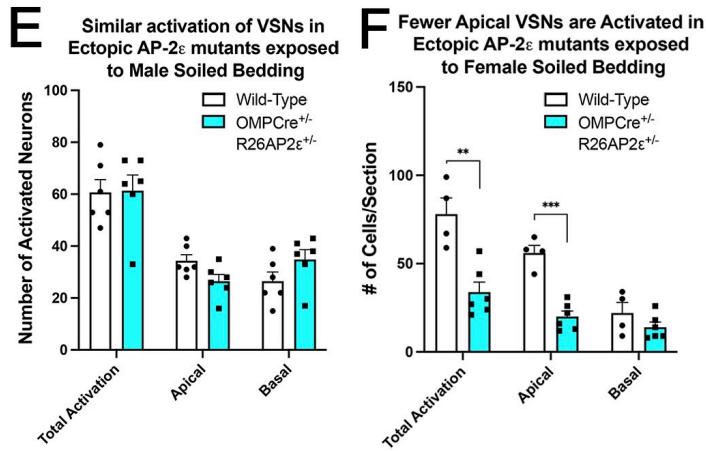 E
Similar activation of VSNs in
Ectopic AP-2ε mutants exposed
to Male Soiled Bedding
Number of Activated Neurons
100
80
60
40
20
0
Wild-Type
OMPCre+/-
R26AP2ε+/-
Total Activation
Apical
Basal
F
Fewer Apical VSNs are Activated in
Ectopic AP-2ε mutants exposed
to Female Soiled Bedding
# of Cells/Section
150
100
50
0
Wild-Type
OMPCre+/-
R26AP2ε+/-
**
***
Total Activation
Apical
Basal